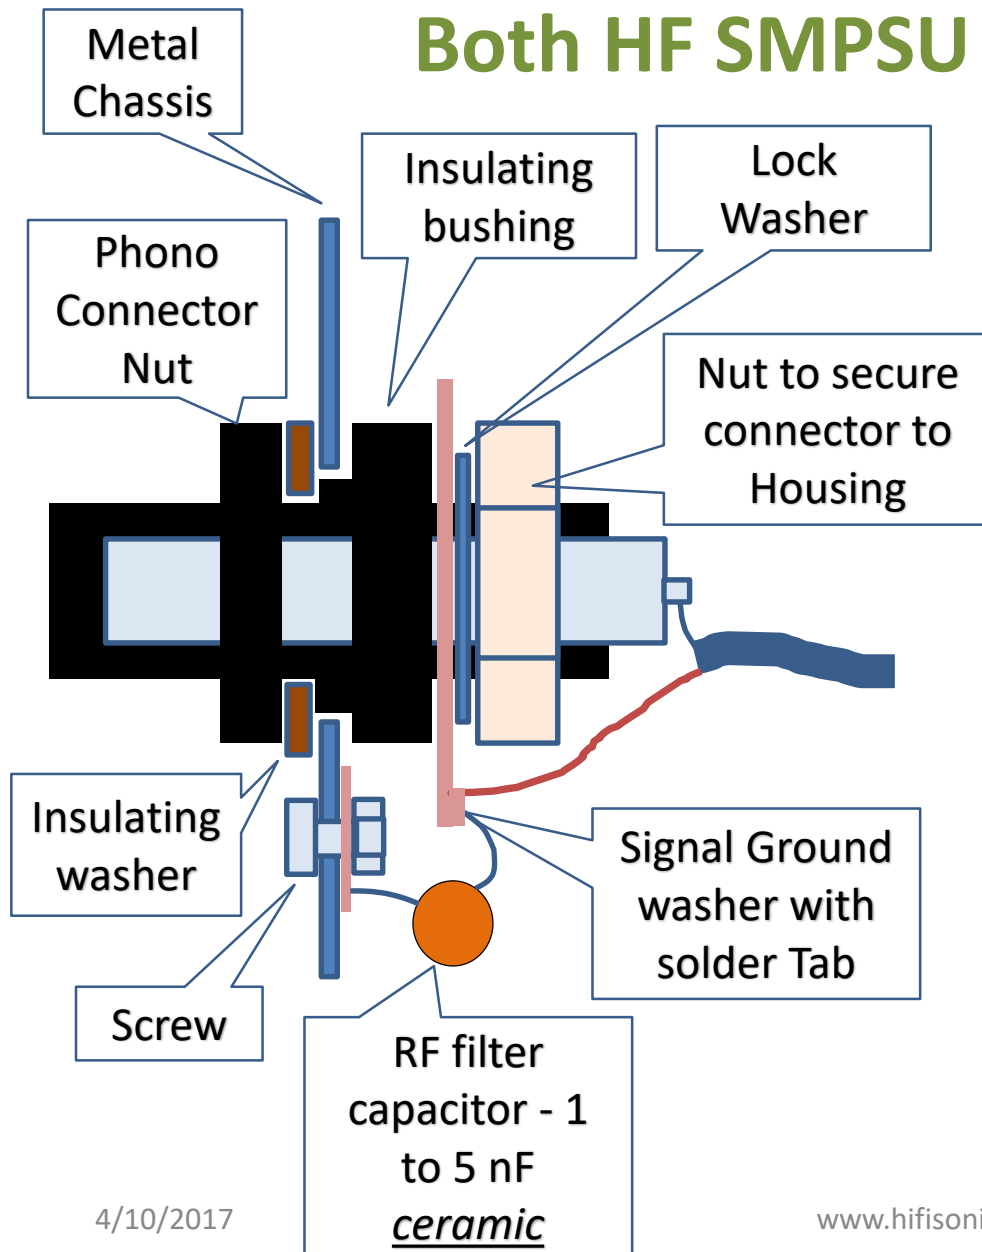 Both HF SMPSU
Metal
Chassis
Insulating
bushing
Lock
Washer
Phono
Connector
Nut
Nut to secure
connector to
Housing
Insulating
washer
Signal Ground
washer with
solder Tab
Screw
RF filter
capacitor - 1
to 5 nF
ceramic
4/10/2017
www.hifisoni